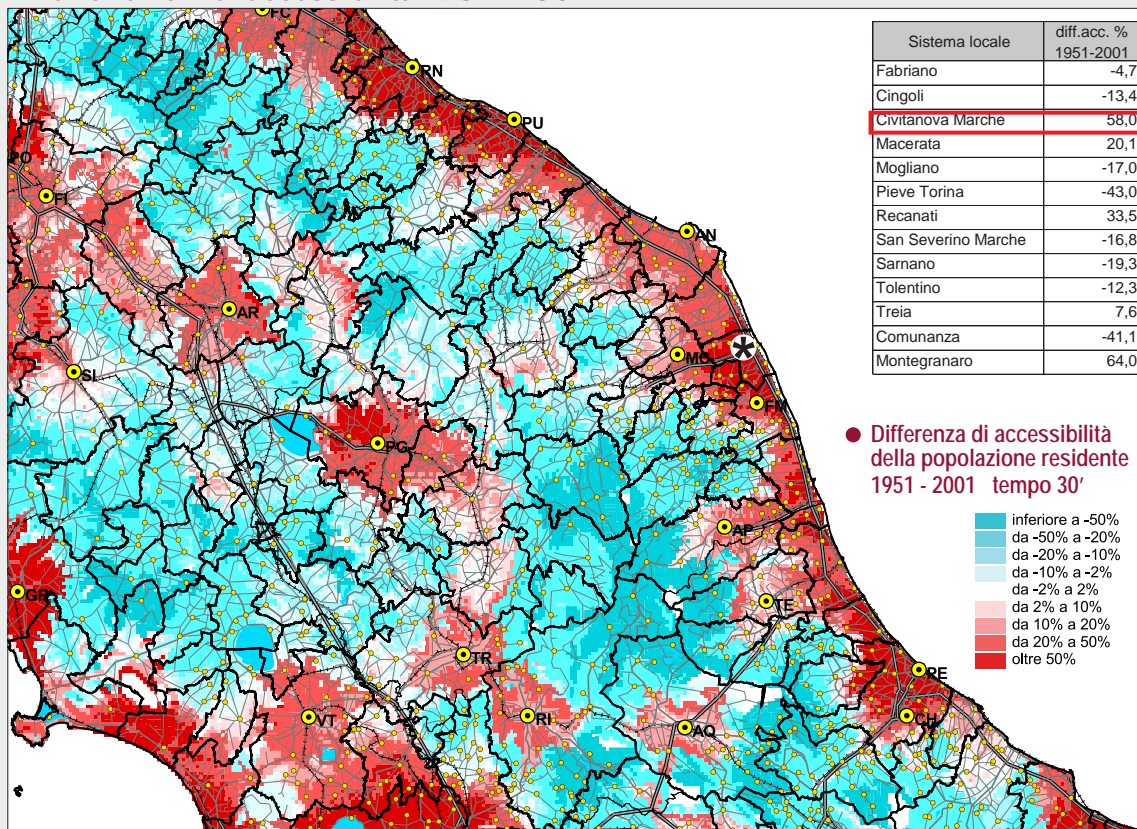 Sistema locale diff.acc. % 1951-2001
Fabriano -4,7
Cingoli -13,4
Civitanova Marche 58,0
Macerata 20,1
Mogliano -17,0
Pieve Torina -43,0
Recanati 33,5
San Severino Marche -16,8
Sarnano -19,3
Tolentino -12,3
Treia 7,6
Comunanza -41,1
Montegranaro 64,0
Differenza di accessibilità
della popolazione residente
1951 - 2001 tempo 30'
inferiore a -50%
da -50% a -20%
da -20% a -10%
da -10% a -2%
da -2% a 2%
da 2% a 10%
da 10% a 20%
da 20% a 50%
oltre 50%
FC
RN
PU
PO
FI
AN
AR
MC
*
SI
FM
PG
AP
GR
TE
TR
PE
VT
RI
AQ
CH